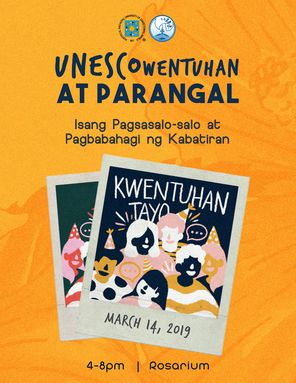 UNESCOWENTUHAN
AT PARANGAL
Isang Pagsasalo-salo at
Pagbabahagi ng Kabatiran
KWENTUHAN
TAYO
MARCH 14, 2019
4-8pm | Rosarium